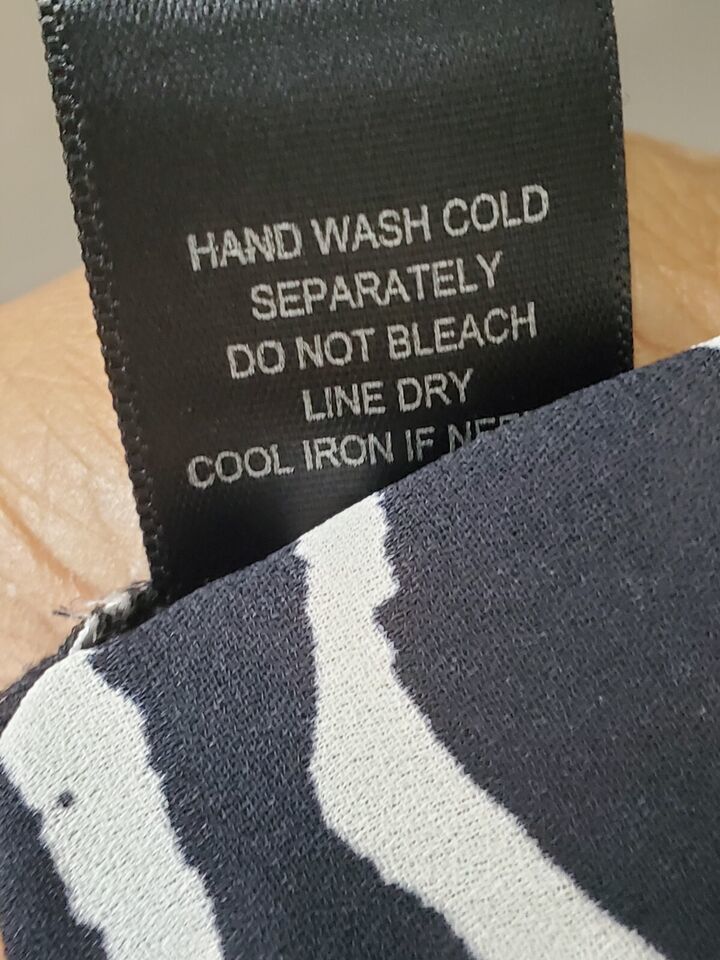 HAND WASH COLD
SEPARATELY
DO NOT BLEACH
LINE DRY
COOL IRON IF